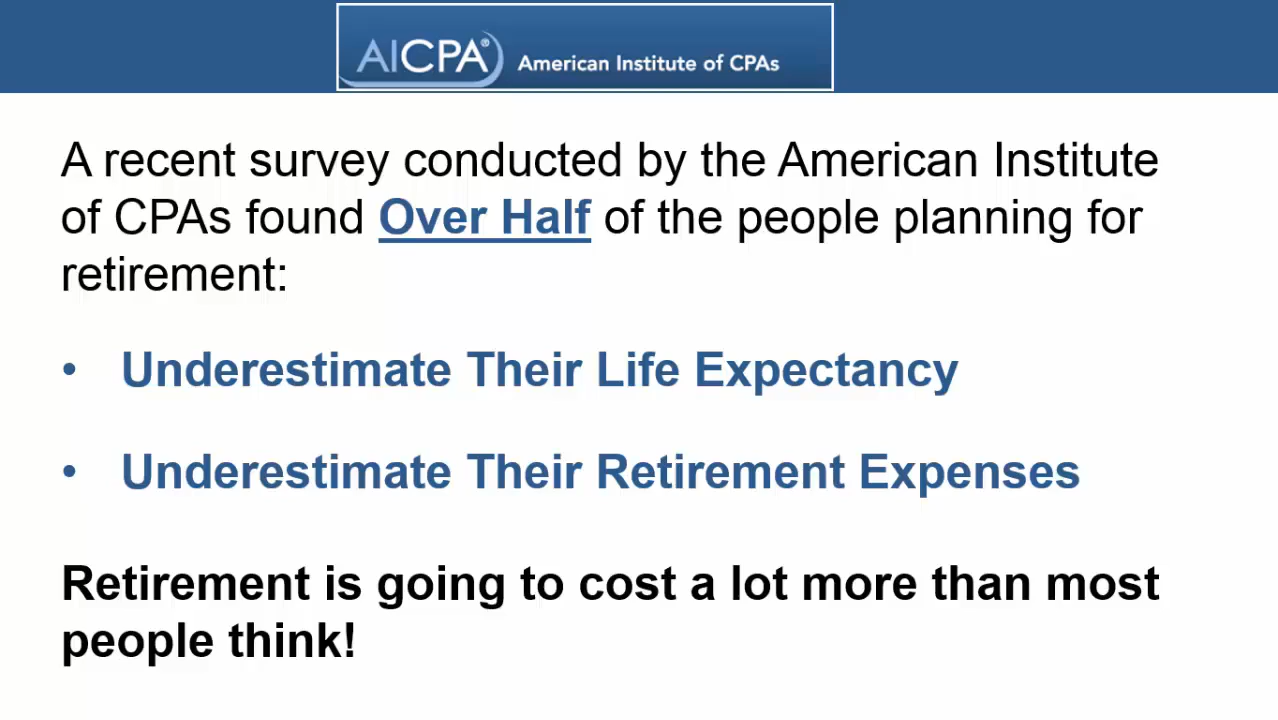 AICPA® American Institute of CPAs
A recent survey conducted by the American Institute
of CPAs found Over Half of the people planning for
retirement:
• Underestimate Their Life Expectancy
• Underestimate Their Retirement Expenses
Retirement is going to cost a lot more than most
people think!